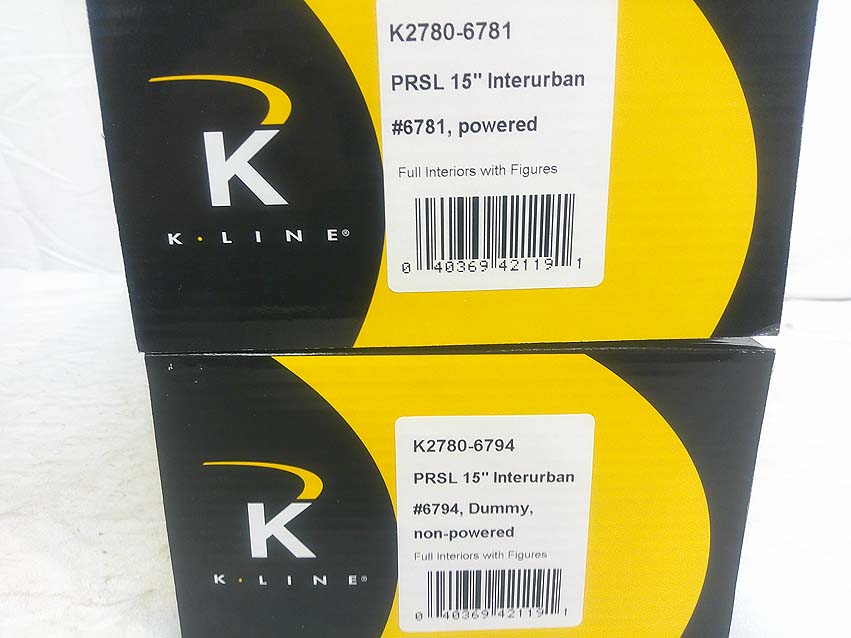 K2780-6781
PRSL 15" Interurban
#6781, powered
Full Interiors with Figures
0 40369 42119 1
K
K·LINE®
K2780-6794
PRSL 15" Interurban
#6794, Dummy,
non-powered
Full Interiors with Figures
0 40369 42119 1
K
K·LINE®